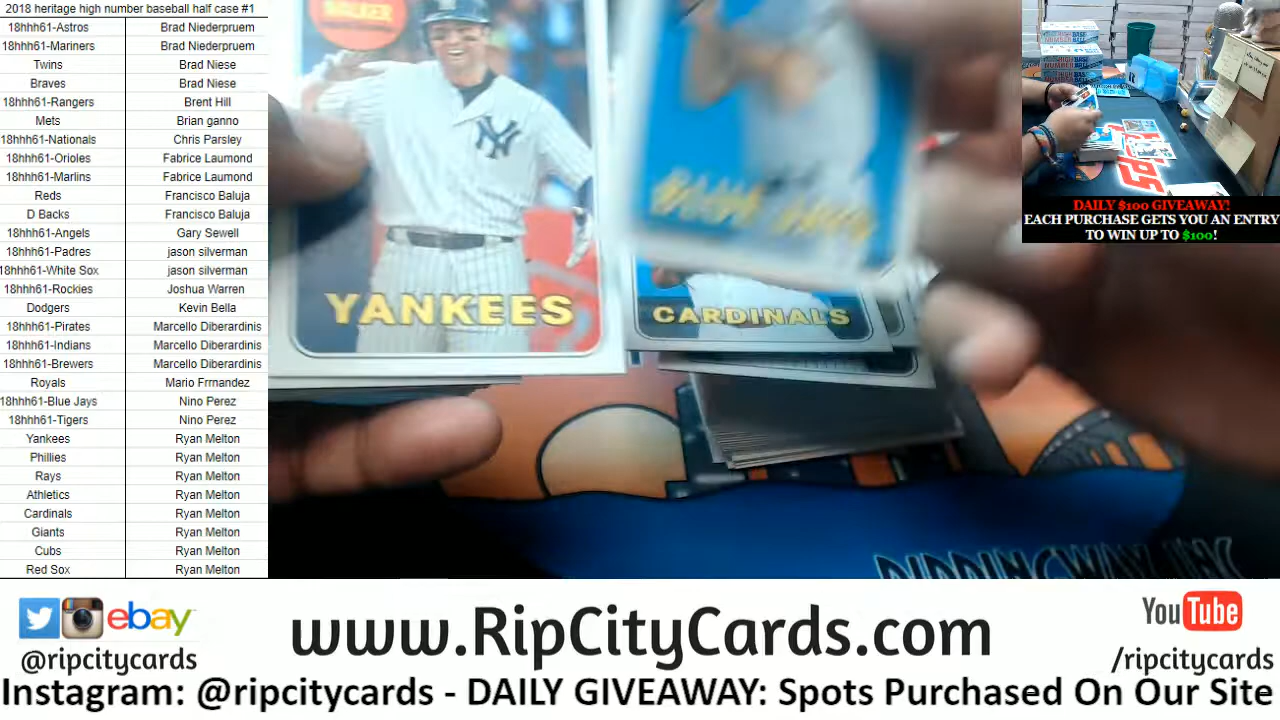 2018 heritage high number baseball half case #1
18hhh61-Astros Brad Niederpruem
18hhh61-Mariners Brad Niederpruem
Twins Brad Niese
Braves Brad Niese
18hhh61-Rangers Brent Hill
Mets Brian ganno
18hhh61-Nationals Chris Parsley
18hhh61-Orioles Fabrice Laumond
18hhh61-Marlins Fabrice Laumond
Reds Francisco Baluja
D Backs Francisco Baluja
18hhh61-Angels Gary Sewell
18hhh61-Padres jason silverman
18hhh61-White Sox jason silverman
18hhh61-Rockies Joshua Warren
Dodgers Kevin Bella
18hhh61-Pirates Marcello Diberardinis
18hhh61-Indians Marcello Diberardinis
18hhh61-Brewers Marcello Diberardinis
Royals Mario Frrnandez
18hhh61-Blue Jays Nino Perez
18hhh61-Tigers Nino Perez
Yankees Ryan Melton
Phillies Ryan Melton
Rays Ryan Melton
Athletics Ryan Melton
Cardinals Ryan Melton
Giants Ryan Melton
Cubs Ryan Melton
Red Sox Ryan Melton
NY
YANKEES
BLUE JAYS
CARDINALS
DAILY $100 GIVEAWAY!
EACH PURCHASE GETS YOU AN ENTRY
TO WIN UP TO $100!
ebay
@ripcitycards
www.RipCityCards.com
YouTube
/ripcitycards
Instagram: @ripcitycards - DAILY GIVEAWAY: Spots Purchased On Our Site